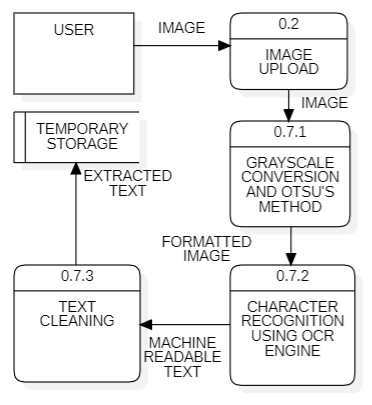 USER
IMAGE
0.2
IMAGE
UPLOAD
IMAGE
TEMPORARY
STORAGE
0.7.1
GRAYSCALE
CONVERSION
AND OTSU'S
METHOD
EXTRACTED
TEXT
FORMATTED
IMAGE
0.7.3
TEXT
CLEANING
0.7.2
CHARACTER
RECOGNITION
USING OCR
ENGINE
MACHINE
READABLE
TEXT